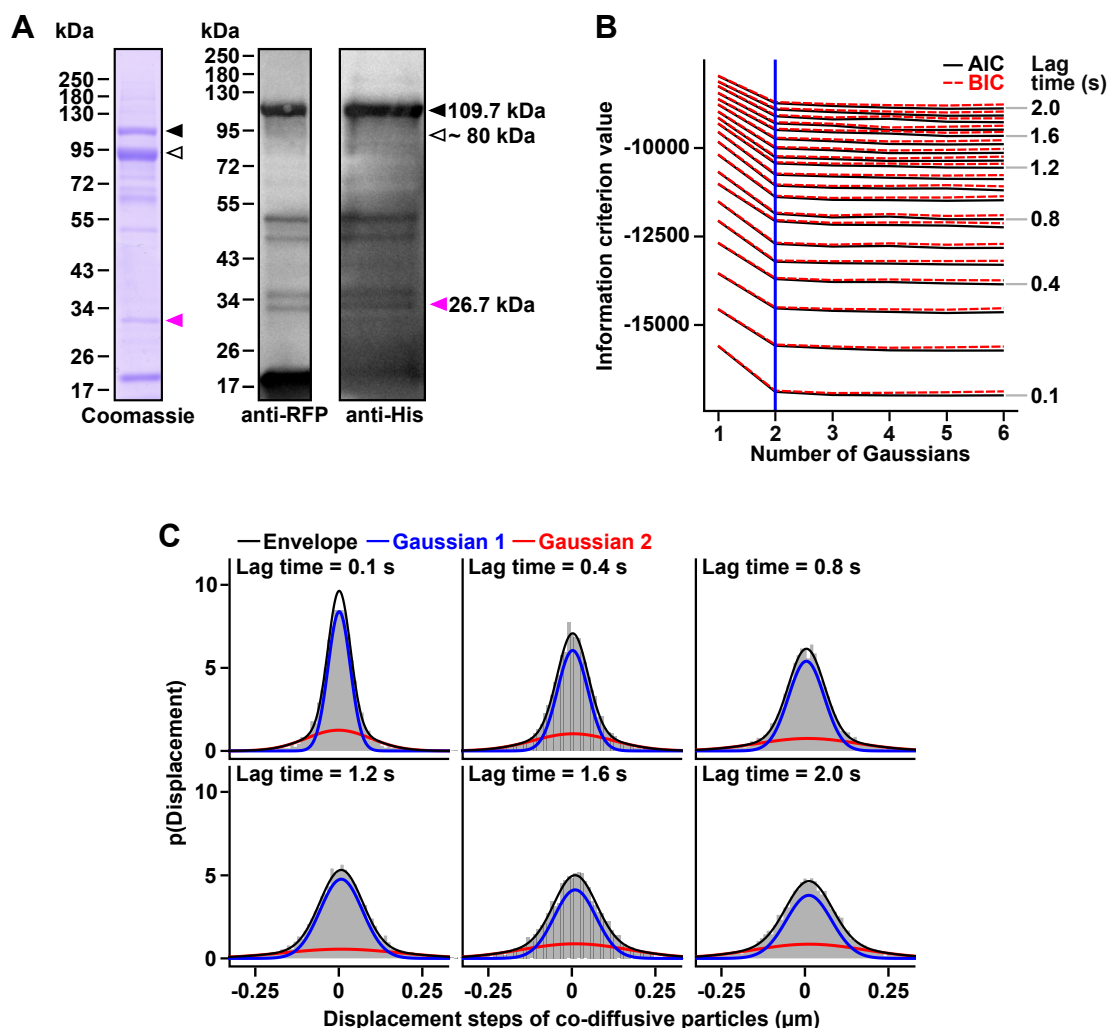 A
kDa
250
180
130
95
72
55
43
34
26
17
Coomassie
kDa
250
180
130
95
72
55
43
34
26
17
anti-RFP
anti-His
109.7 kDa
~ 80 kDa
26.7 kDa
B
AIC
BIC
Lag
time (s)
2.0
1.6
1.2
0.8
0.4
0.1
Information criterion value
-10000
-12500
-15000
1 2 3 4 5 6
Number of Gaussians
C
Envelope Gaussian 1 Gaussian 2
Lag time = 0.1 s
Lag time = 0.4 s
Lag time = 0.8 s
10
5
0
Lag time = 1.2 s
Lag time = 1.6 s
Lag time = 2.0 s
10
5
0
p(Displacement)
-0.25 0 0.25
-0.25 0 0.25
-0.25 0 0.25
Displacement steps of co-diffusive particles (µm)